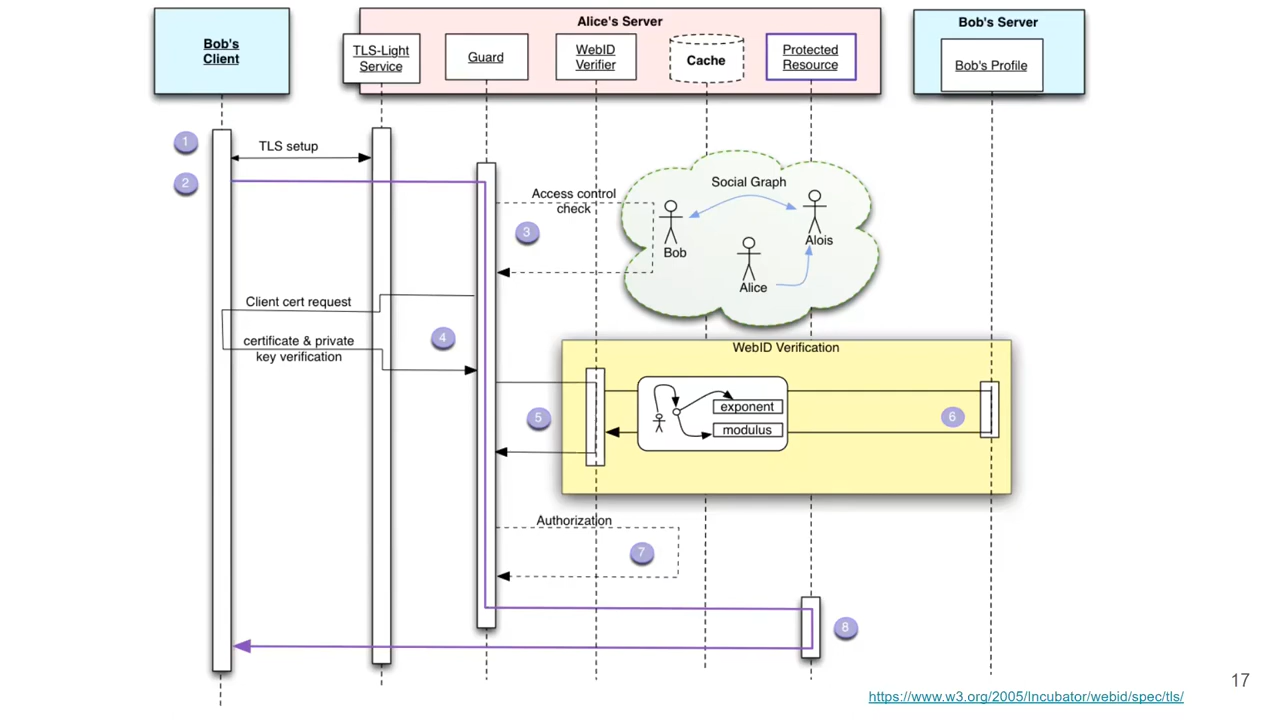 Bob's
Client
Alice's Server
TLS-Light
Service
Guard
WebID
Verifier
Cache
Protected
Resource
Bob's Server
Bob's Profile
1
TLS setup
2
Access control
check
3
Social Graph
Bob
Alois
Alice
Client cert request
certificate & private
key verification
4
WebID Verification
exponent
modulus
5
6
Authorization
7
8
17
https://www.w3.org/2005/Incubator/webid/spec/tls/